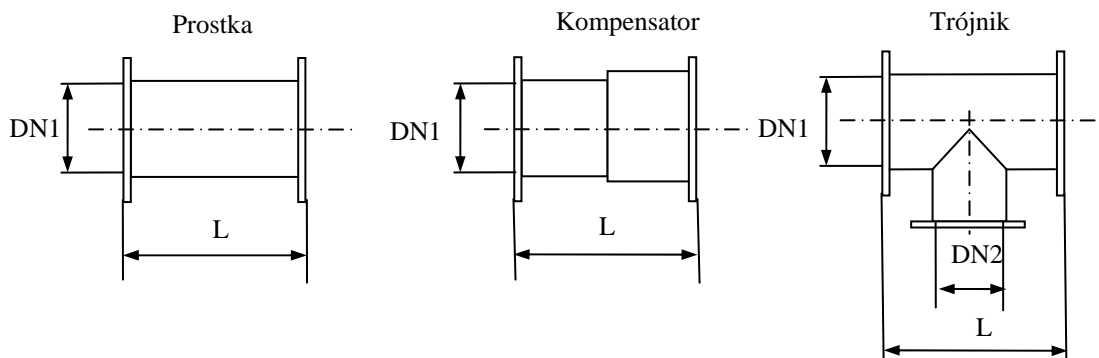 Prostka
Kompensator
Trójnik
DN1
DN1
DN1
L
L
DN2
L